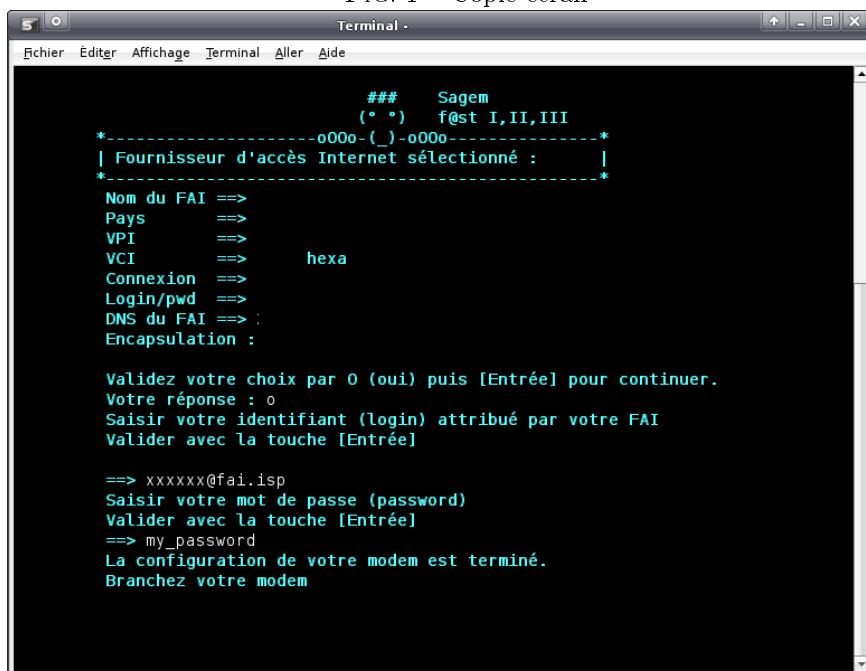 Terminal -
Fichier Éditer Affichage Terminal Aller Aide
### Sagem
(° °) f@st I,II,III
*---------------------oOOo-(_)-oOOo---------------*
| Fournisseur d'accès Internet sélectionné : |
*-------------------------------------------------*
Nom du FAI ==>
Pays ==>
VPI ==>
VCI ==> hexa
Connexion ==>
Login/pwd ==>
DNS du FAI ==> :
Encapsulation :
Validez votre choix par O (oui) puis [Entrée] pour continuer.
Votre réponse : o
Saisir votre identifiant (login) attribué par votre FAI
Valider avec la touche [Entrée]
==> xxxxxx@fai.isp
Saisir votre mot de passe (password)
Valider avec la touche [Entrée]
==> my_password
La configuration de votre modem est terminé.
Branchez votre modem